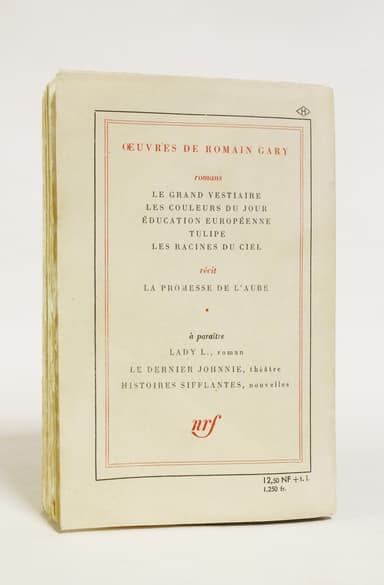 H
ŒUVRES DE ROMAIN GARY
romans
LE GRAND VESTIAIRE
LES COULEURS DU JOUR
ÉDUCATION EUROPÉENNE
TULIPE
LES RACINES DU CIEL
récit
LA PROMESSE DE L'AUBE
à paraître
LADY L., roman
LE DERNIER JOHNNIE, théâtre
HISTOIRES SIFFLANTES, nouvelles
nrf
12,50 NF + t. l.
1.250 fr.